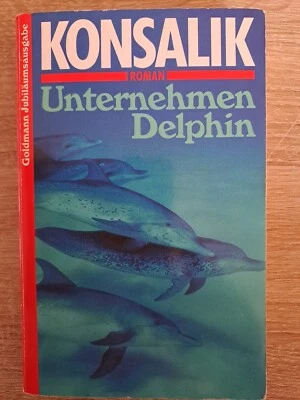 KONSALIK
ROMAN
Unternehmen
Delphin
Goldmann Jubiläumsausgabe